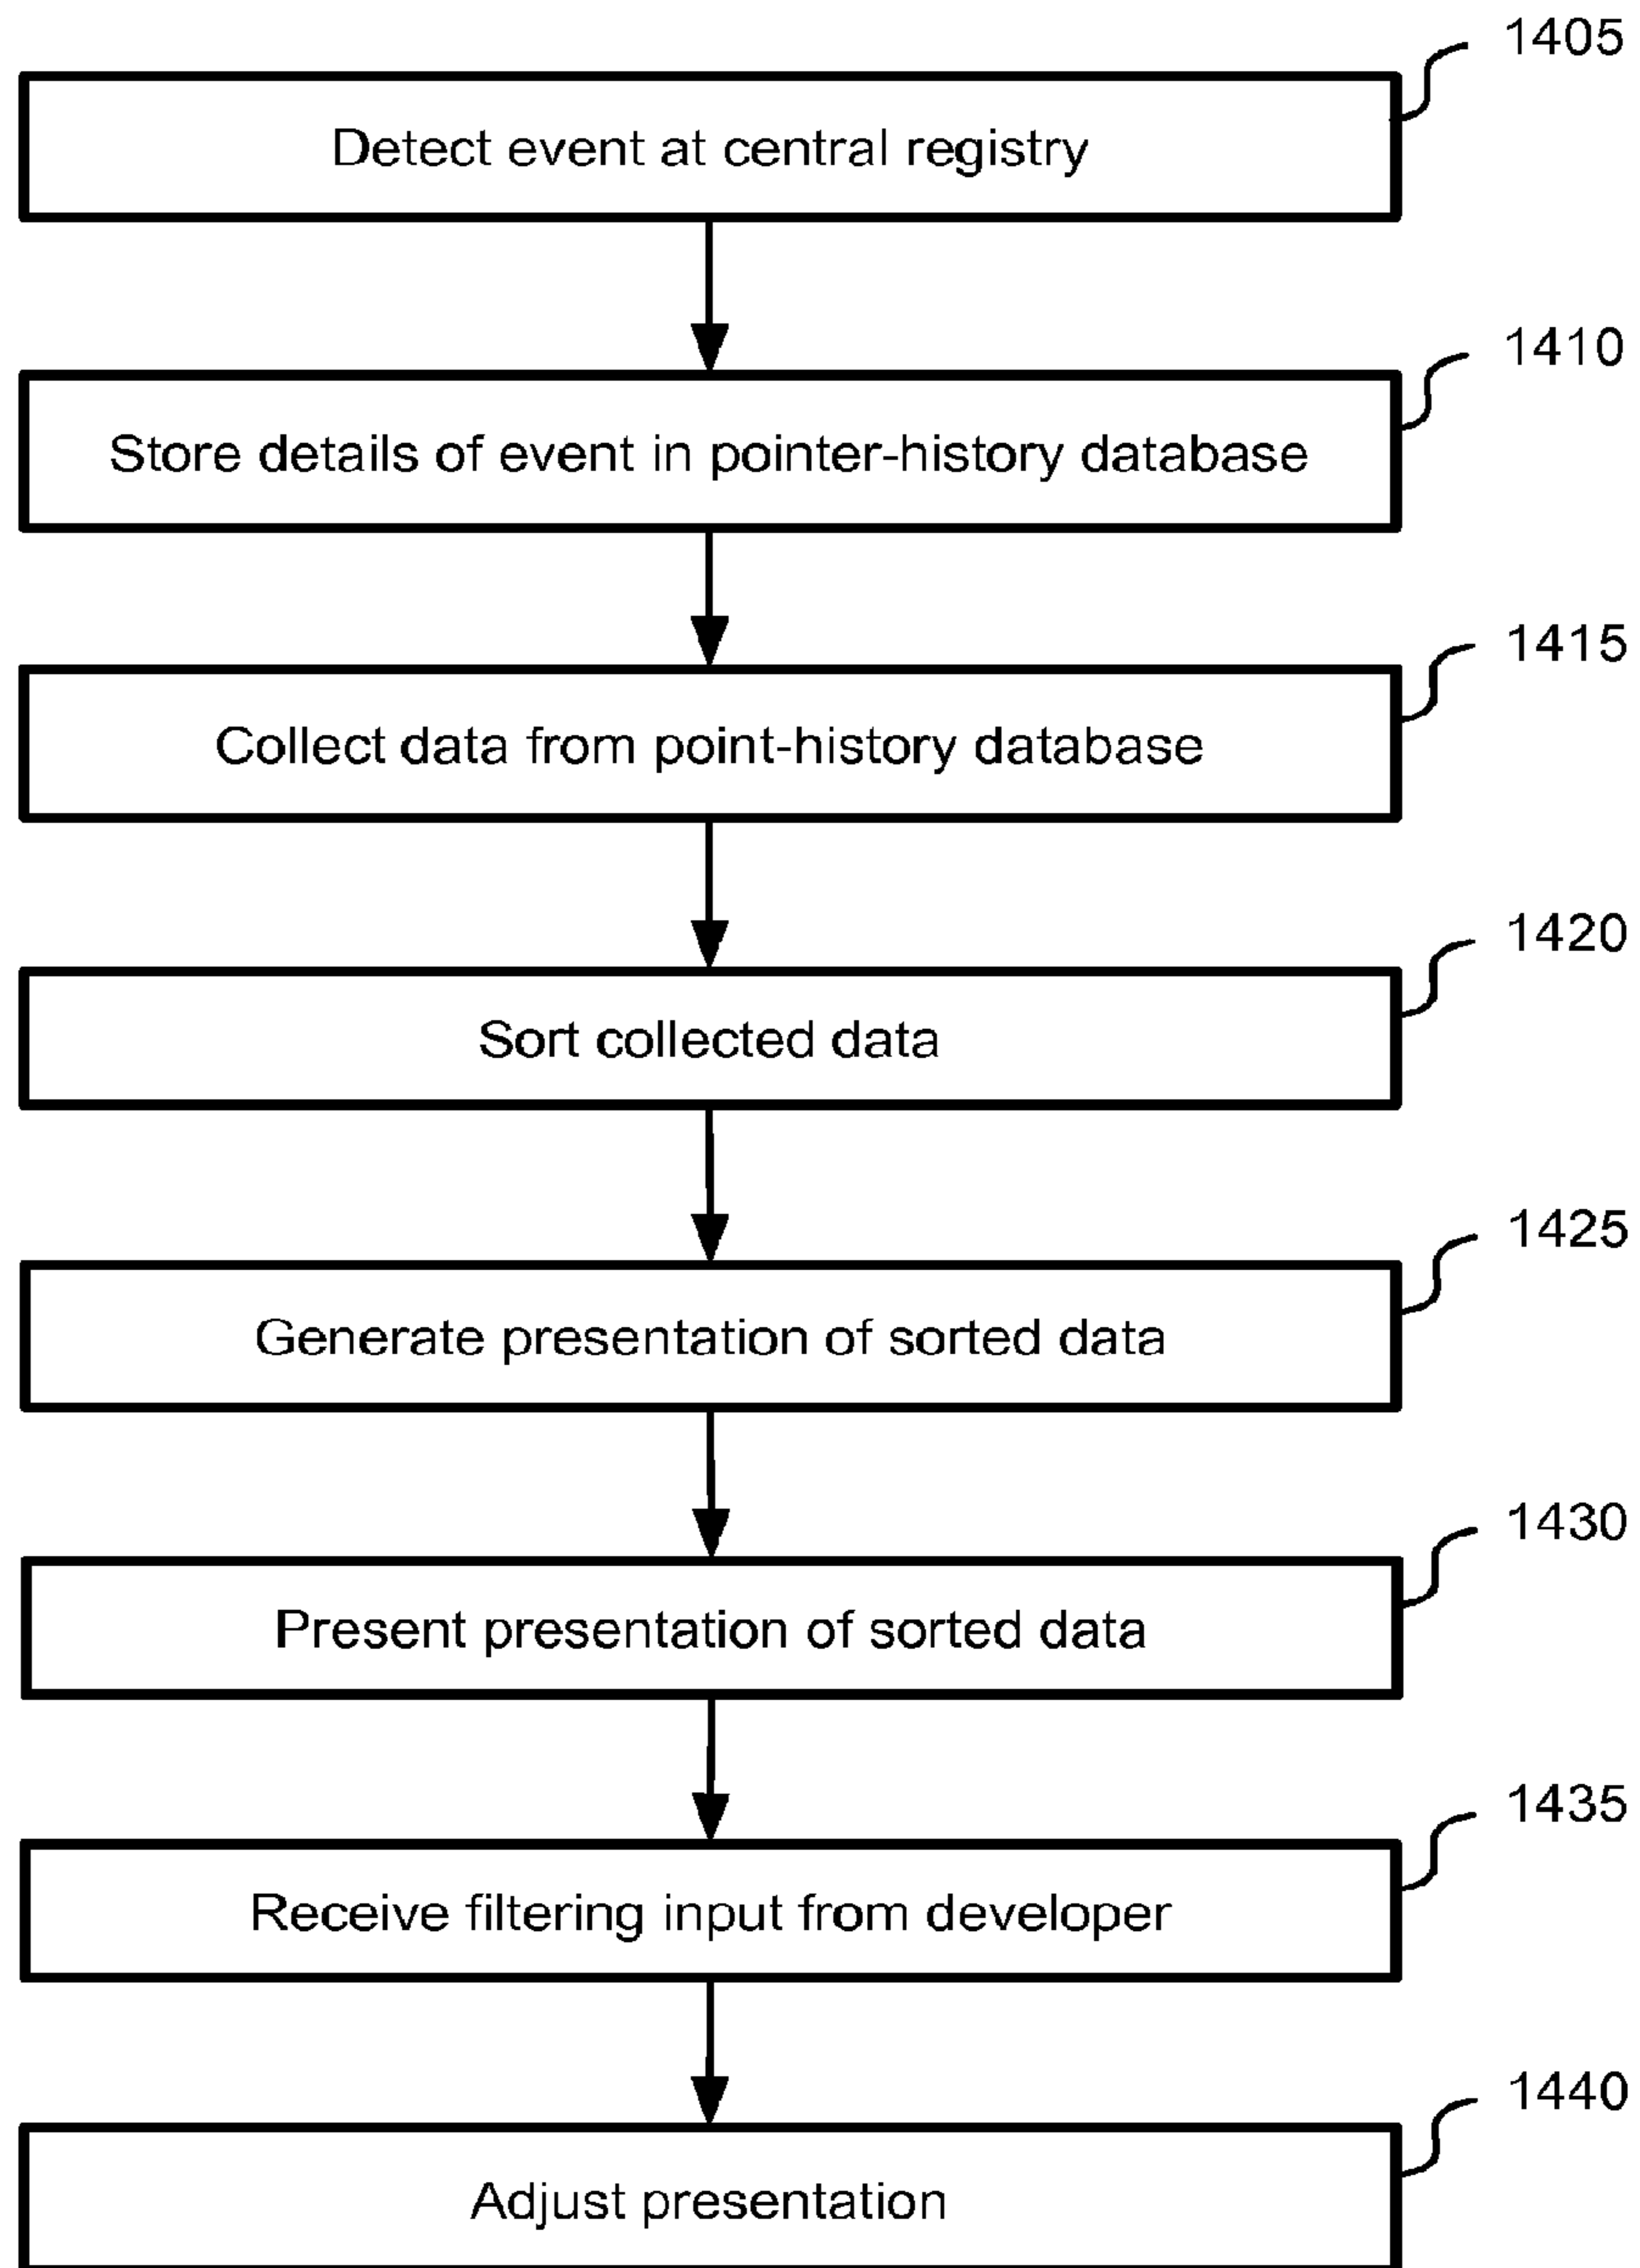 1405
Detect event at central registry
1410
Store details of event in pointer-history database
1415
Collect data from point-history database
1420
Sort collected data
1425
Generate presentation of sorted data
1430
Present presentation of sorted data
1435
Receive filtering input from developer
1440
Adjust presentation